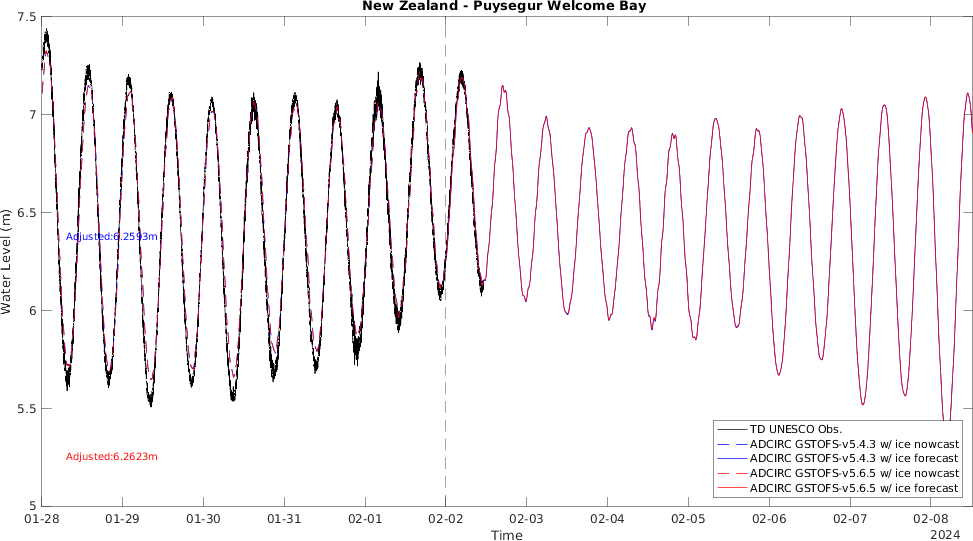 New Zealand - Puysegur Welcome Bay
7.5
7
6.5
6
5.5
5
Water Level (m)
Adjusted:6.2593m
Adjusted:6.2623m
TD UNESCO Obs.
ADCIRC GSTOFS-v5.4.3 w/ ice nowcast
ADCIRC GSTOFS-v5.4.3 w/ ice forecast
ADCIRC GSTOFS-v5.6.5 w/ ice nowcast
ADCIRC GSTOFS-v5.6.5 w/ ice forecast
01-28 01-29 01-30 01-31 02-01 02-02 02-03 02-04 02-05 02-06 02-07 02-08
Time
2024